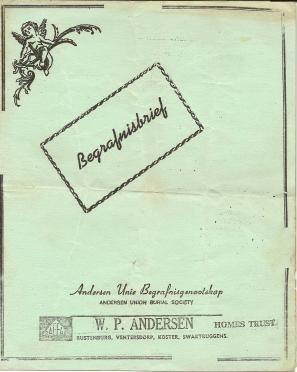 Begrafnisbrief
Andersen Unie Begrafnisgenootskap
ANDERSEN UNION BURIAL SOCIETY
W. P. ANDERSEN
HOMES TRUST.
RUSTENBURG, VENTERSDORP, KOSTER, SWARTRUGGENS.